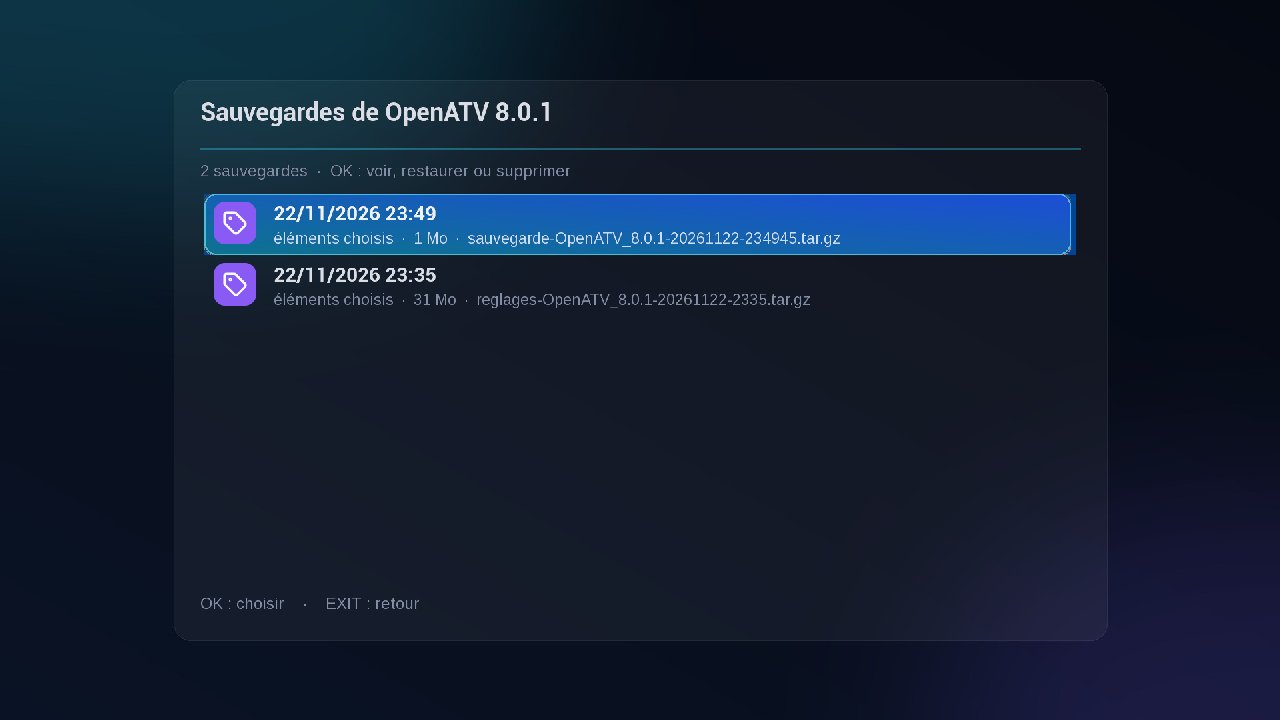 Sauvegardes de OpenATV 8.0.1
2 sauvegardes · OK : voir, restaurer ou supprimer
22/11/2026 23:49
éléments choisis · 1 Mo · sauvegarde-OpenATV_8.0.1-20261122-234945.tar.gz
22/11/2026 23:35
éléments choisis · 31 Mo · reglages-OpenATV_8.0.1-20261122-2335.tar.gz
OK : choisir · EXIT : retour